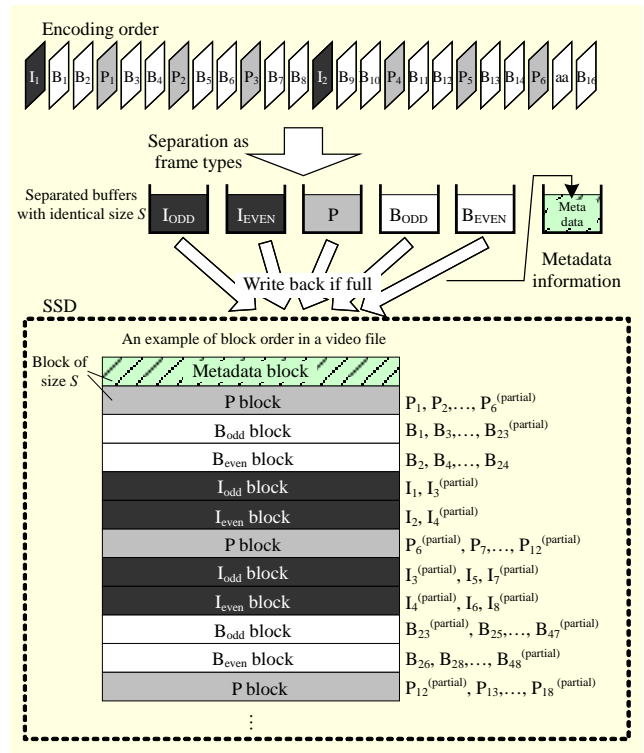 Encoding order
I1 B1 B2 P1 B3 B4 P2 B5 B6 P3 B7 B8 I2 B9 B10 P4 B11 B12 P5 B13 B14 P6 aa B16
Separation as
frame types
Separated buffers
with identical size S
IODD IEVEN P BODD BEVEN
Meta
data
Write back if full
Metadata
information
SSD
An example of block order in a video file
Block of
size S
Metadata block
P block P1, P2,…, P6(partial)
Bodd block B1, B3,… B23(partial)
Beven block B2, B4,… B24
Iodd block I1, I3(partial)
Ieven block I2, I4(partial)
P block P6(partial), P7,…, P12(partial)
Iodd block I3(partial), I5, I7(partial)
Ieven block I4(partial), I6, I8(partial)
Bodd block B23(partial), B25,…, B47(partial)
Beven block B26, B28,…, B48(partial)
P block P12(partial), P13,…, P18(partial)
⋮